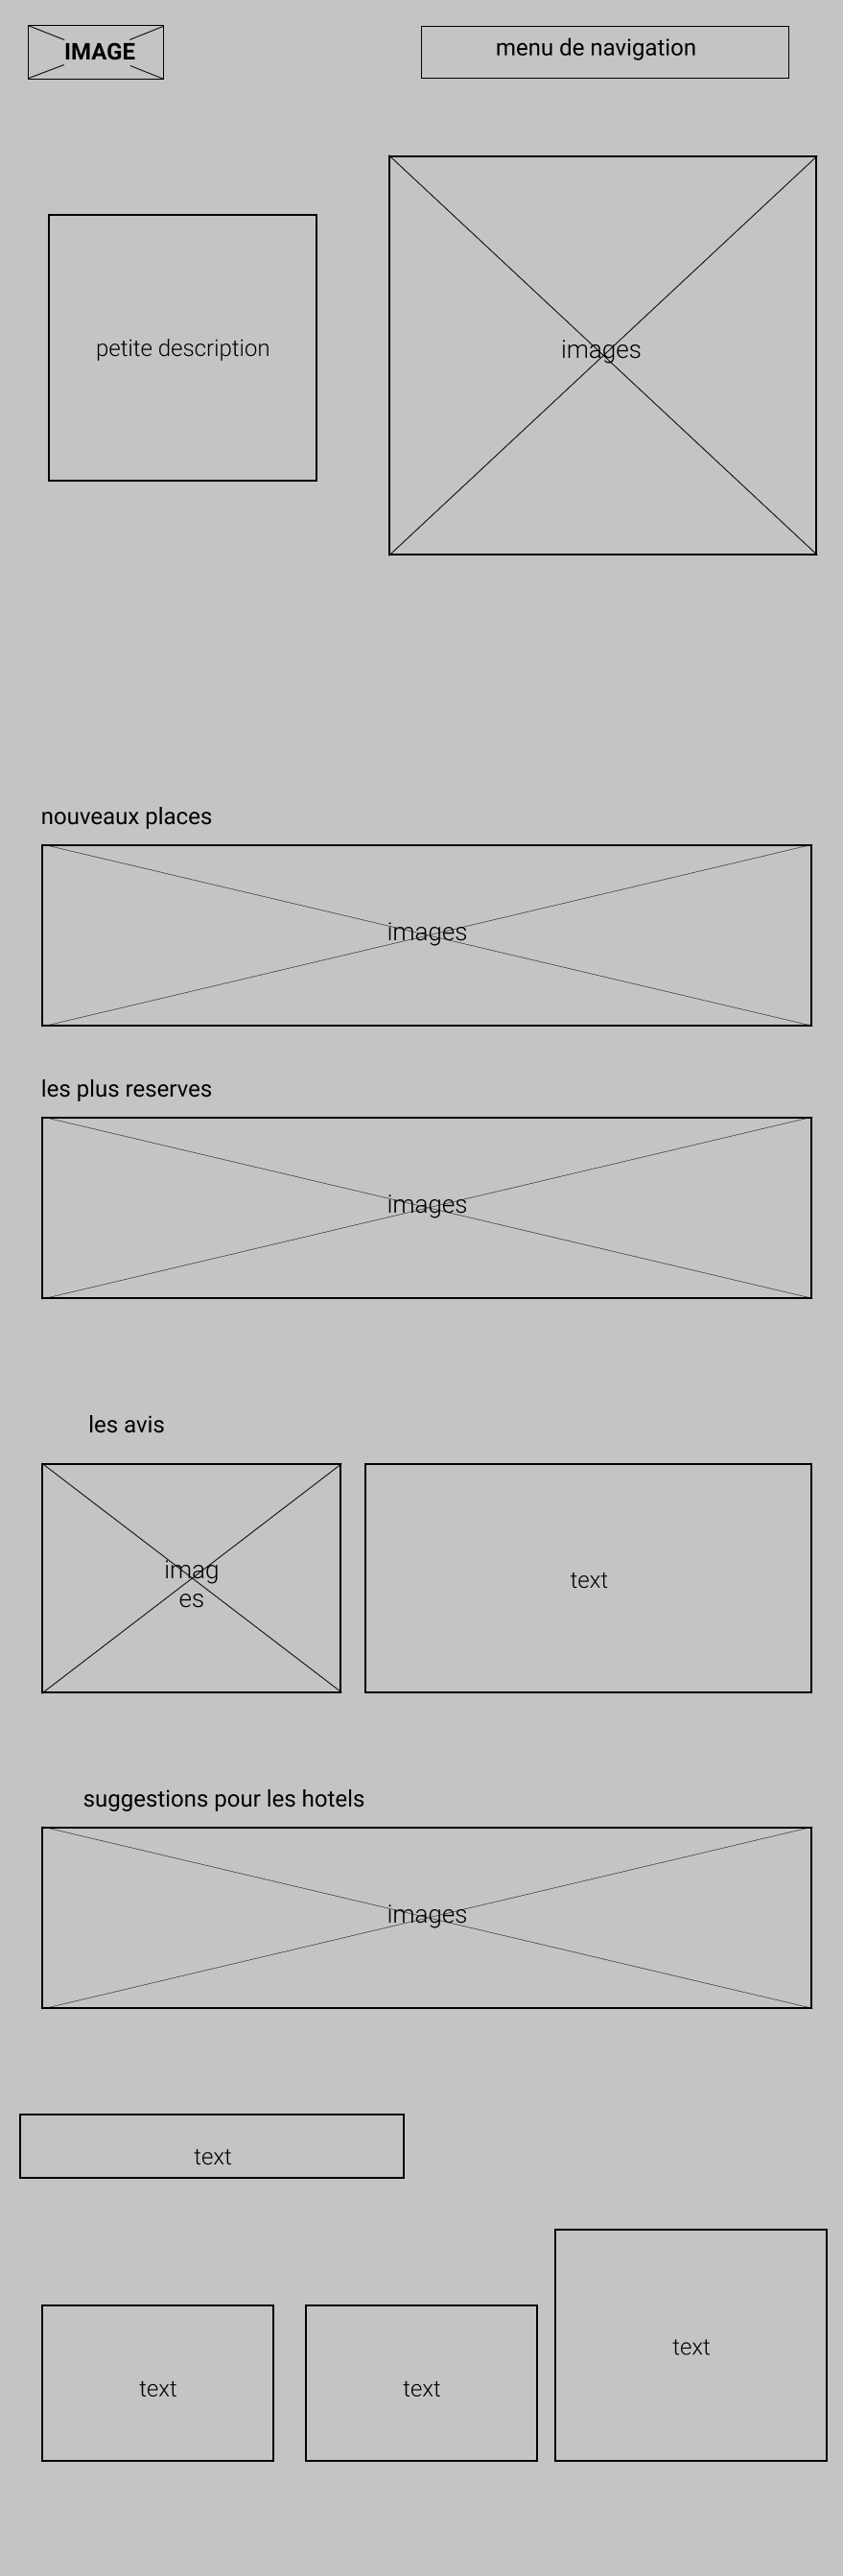 IMAGE
menu de navigation
petite description
images
nouveaux places
images
les plus reserves
images
les avis
imag
es
text
suggestions pour les hotels
images
text
text
text
text